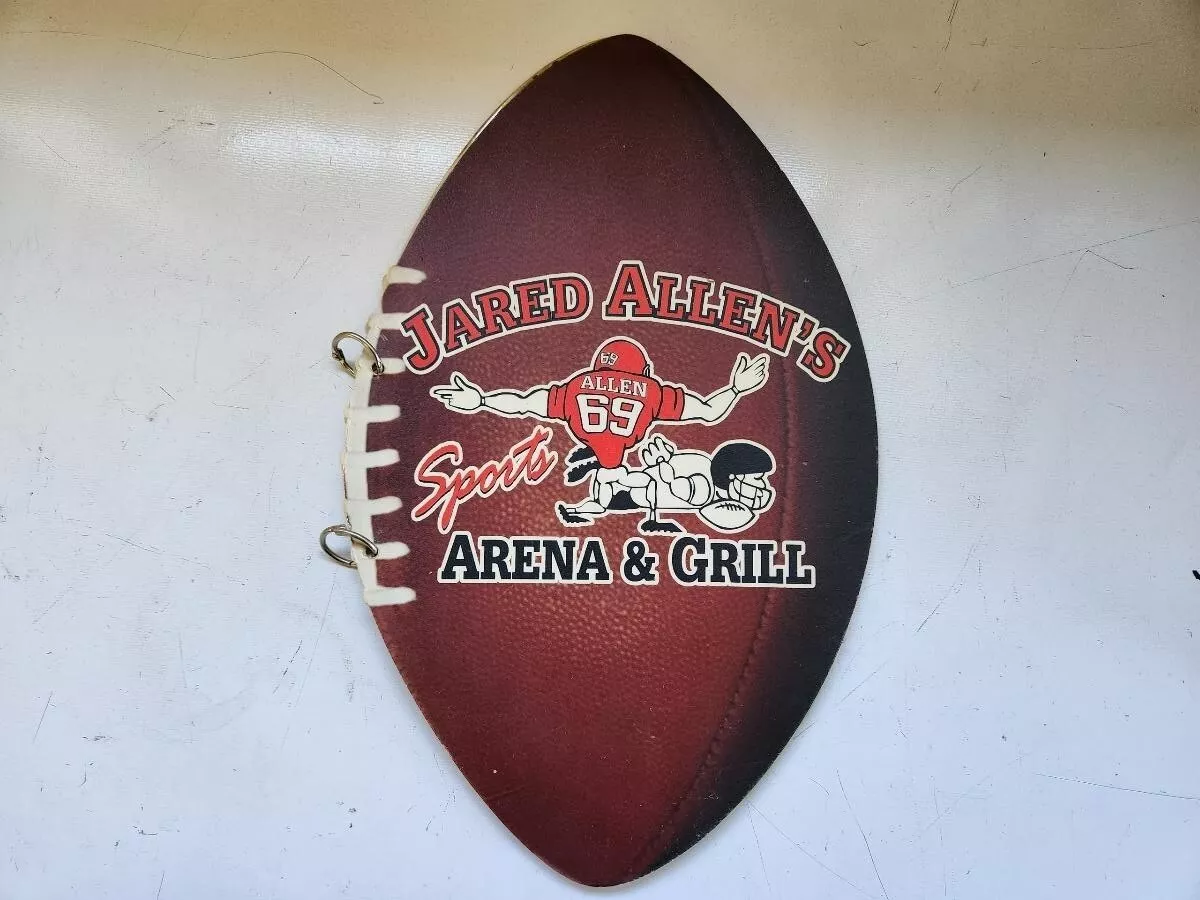 JARED ALLEN'S
69
ALLEN
69
Sports
ARENA & GRILL